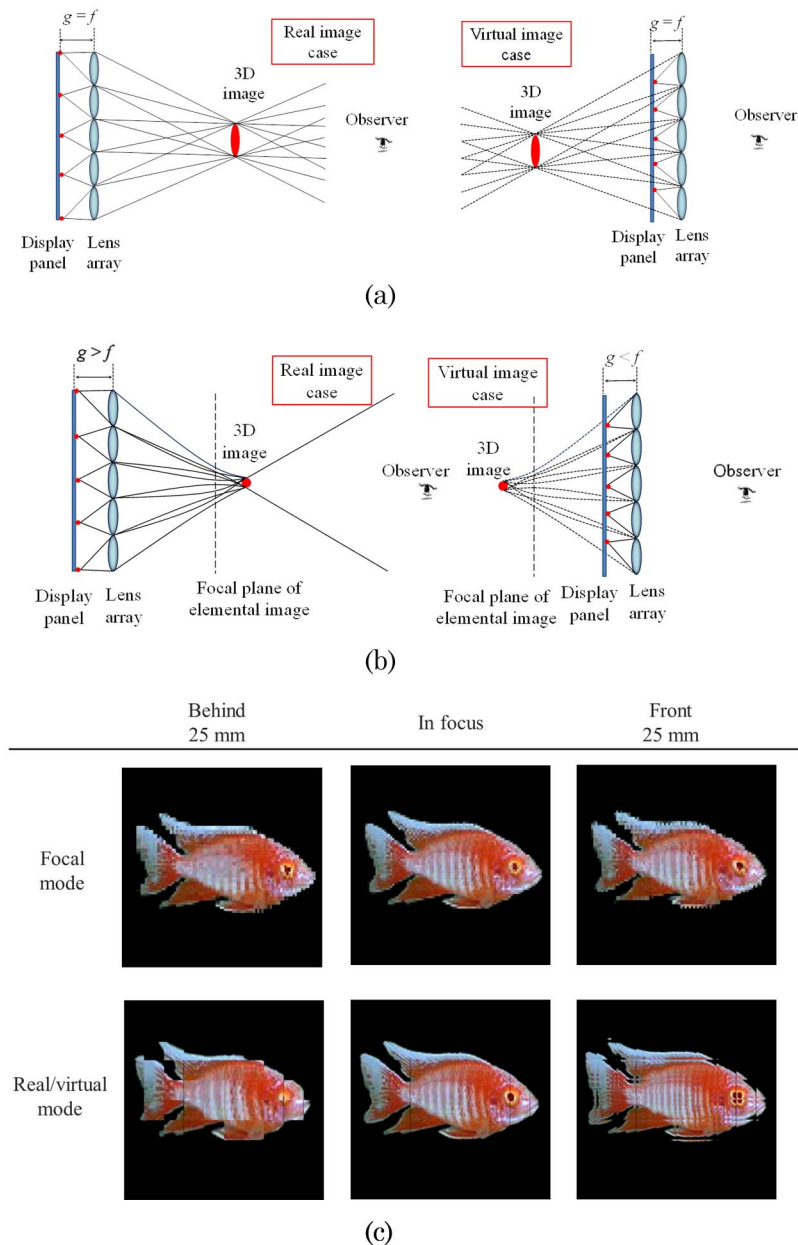 g = f
Real image
case
3D
image
Observer
Display
panel
Lens
array
Virtual image
case
3D
image
g = f
Observer
Display
panel
Lens
array
(a)
g > f
Real image
case
3D
image
Observer
Display
panel
Lens
array
Focal plane of
elemental image
Virtual image
case
3D
image
g < f
Observer
Focal plane of
elemental image
Display
panel
Lens
array
(b)
Behind
25 mm
In focus
Front
25 mm
Focal
mode
Real/virtual
mode
(c)